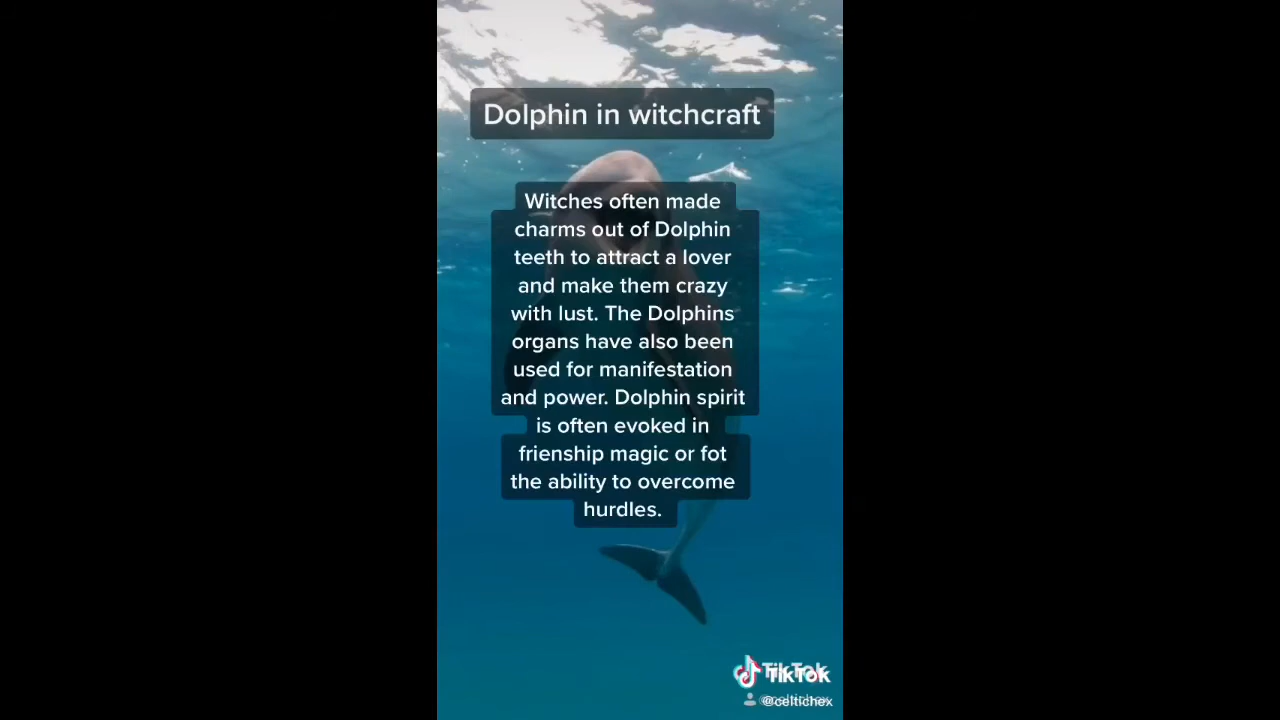 Dolphin in witchcraft
Witches often made
charms out of Dolphin
teeth to attract a lover
and make them crazy
with lust. The Dolphins
organs have also been
used for manifestation
and power. Dolphin spirit
is often evoked in
frienship magic or fot
the ability to overcome
hurdles.
TikTok
@celtichex